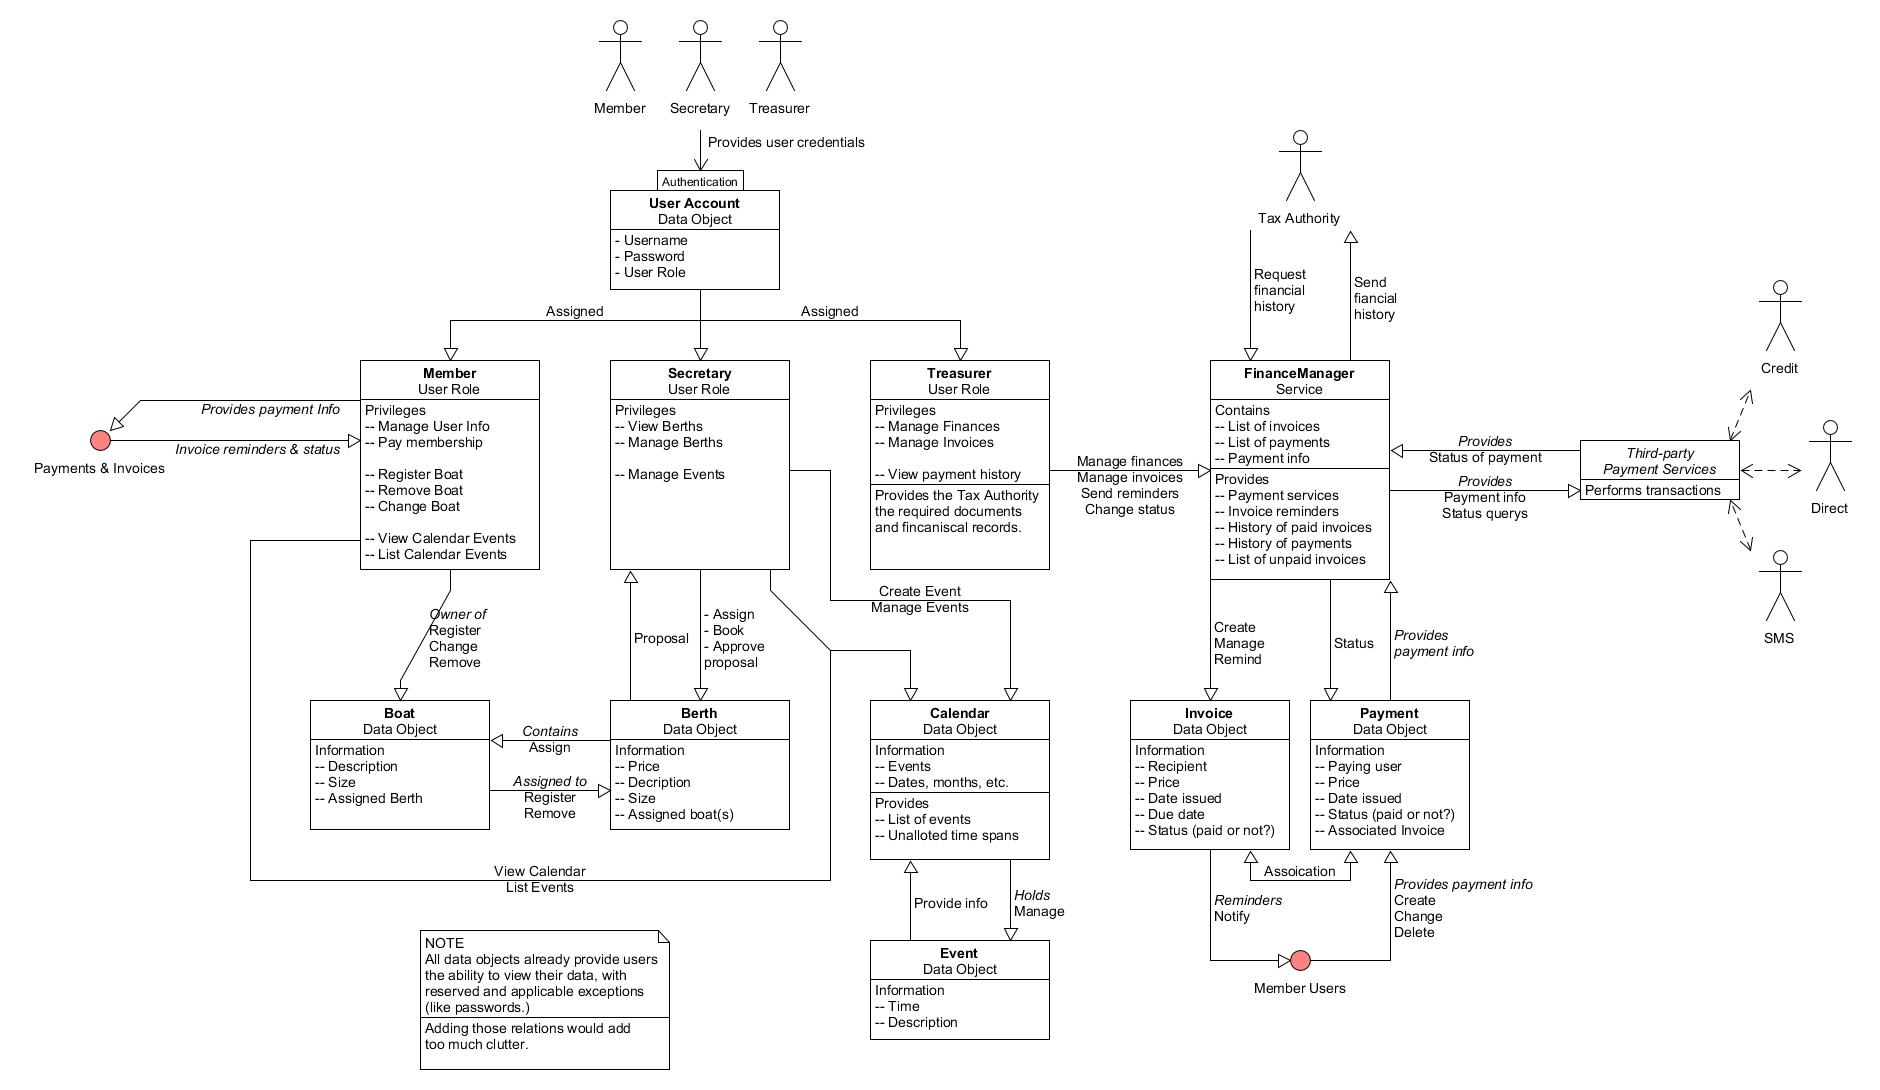 Member
Secretary
Treasurer
Provides user credentials
Authentication
User Account
Data Object
- Username
- Password
- User Role
Assigned
Assigned
Member
User Role
Privileges
-- Manage User Info
-- Pay membership
-- Register Boat
-- Remove Boat
-- Change Boat
-- View Calendar Events
-- List Calendar Events
Secretary
User Role
Privileges
-- View Berths
-- Manage Berths
-- Manage Events
Treasurer
User Role
Privileges
-- Manage Finances
-- Manage Invoices
-- View payment history
Provides the Tax Authority
the required documents
and fincaniscal records.
Provides payment Info
Invoice reminders & status
Payments & Invoices
Tax Authority
Request
financial
history
Send
fiancial
history
FinanceManager
Service
Contains
-- List of invoices
-- List of payments
-- Payment info
Provides
-- Payment services
-- Invoice reminders
-- History of paid invoices
-- History of payments
-- List of unpaid invoices
Manage finances
Manage invoices
Send reminders
Change status
Provides
Status of payment
Provides
Payment info
Status querys
Third-party
Payment Services
Performs transactions
Credit
Direct
SMS
Owner of
Register
Change
Remove
Proposal
- Assign
- Book
- Approve
proposal
Create Event
Manage Events
Create
Manage
Remind
Status
Provides
payment info
Boat
Data Object
Information
-- Description
-- Size
-- Assigned Berth
Contains
Assign
Assigned to
Register
Remove
Berth
Data Object
Information
-- Price
-- Decription
-- Size
-- Assigned boat(s)
Calendar
Data Object
Information
-- Events
-- Dates, months, etc.
Provides
-- List of events
-- Unalloted time spans
Invoice
Data Object
Information
-- Recipient
-- Price
-- Date issued
-- Due date
-- Status (paid or not?)
Payment
Data Object
Information
-- Paying user
-- Price
-- Date issued
-- Status (paid or not?)
-- Associated Invoice
View Calendar
List Events
Provide info
Holds
Manage
Assoication
Reminders
Notify
Provides payment info
Create
Change
Delete
Member Users
Event
Data Object
Information
-- Time
-- Description
NOTE
All data objects already provide users
the ability to view their data, with
reserved and applicable exceptions
(like passwords.)
Adding those relations would add
too much clutter.